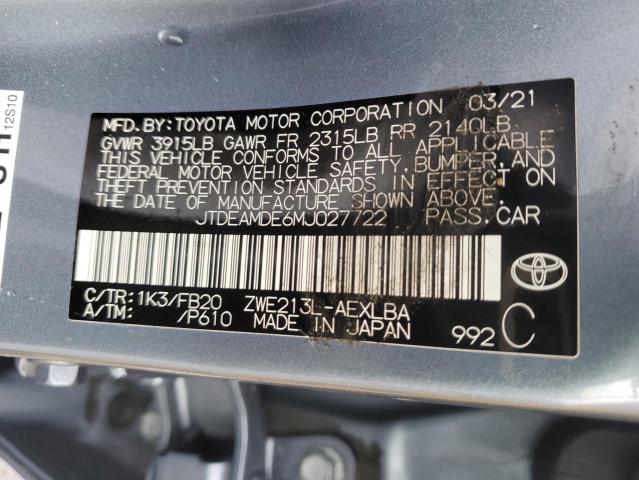 12S10
MFD.BY:TOYOTA MOTOR CORPORATION 03/21
GVWR 3915LB GAWR FR 2315LB RR 2140LB
THIS VEHICLE CONFORMS TO ALL APPLICABLE
FEDERAL MOTOR VEHICLE SAFETY, BUMPER, AND
THEFT PREVENTION STANDARDS IN EFFECT ON
THE DATE OF MANUFACTURE SHOWN ABOVE.
JTDEAMDE6MJ027722 PASS.CAR
C/TR:1K3/FB20 ZWE213L-AEXLBA
A/TM: /P610 MADE IN JAPAN 992 C